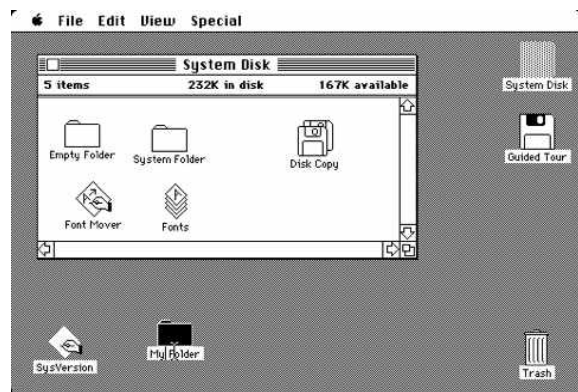 File Edit View Special
System Disk
5 items 232K in disk 167K available
System Disk
Empty Folder System Folder Disk Copy
Guided Tour
Font Mover Fonts
SysVersion My Folder Trash